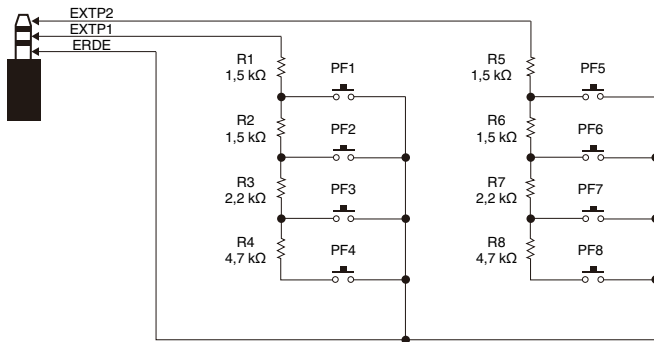 EXTP2
EXTP1
ERDE
R1
1,5 kΩ
PF1
R5
1,5 kΩ
PF5
R2
1,5 kΩ
PF2
R6
1,5 kΩ
PF6
R3
2,2 kΩ
PF3
R7
2,2 kΩ
PF7
R4
4,7 kΩ
PF4
R8
4,7 kΩ
PF8